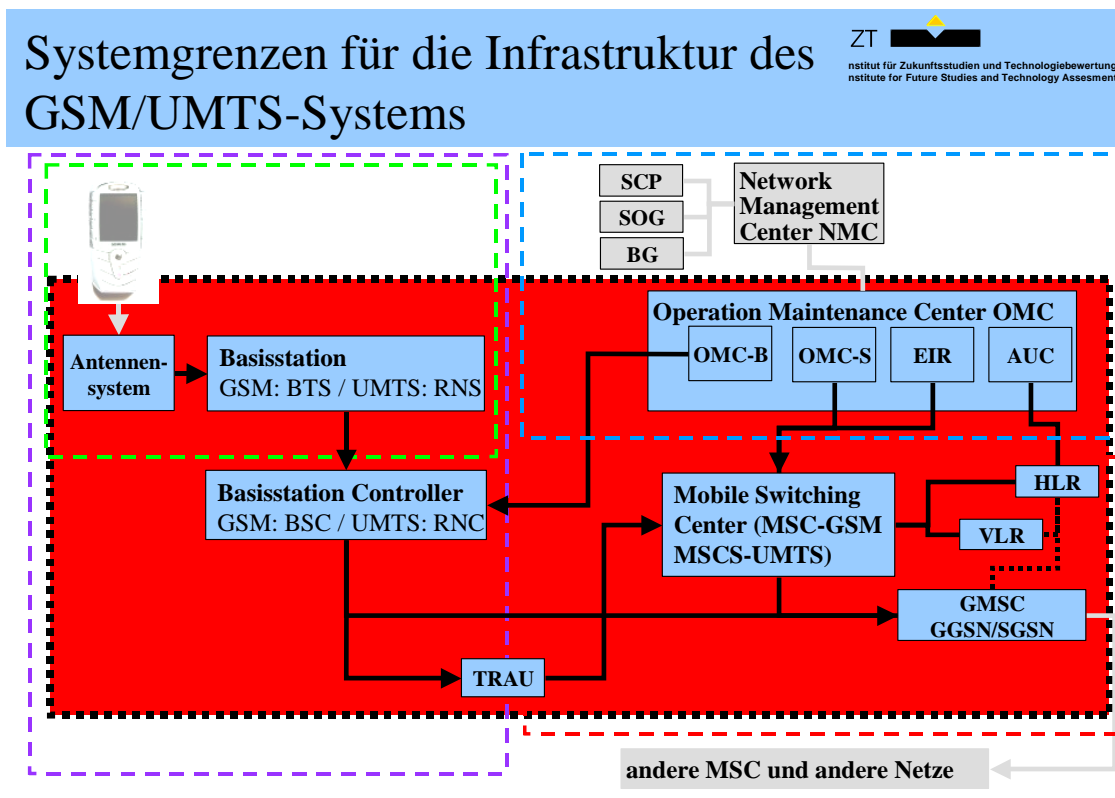 Systemgrenzen für die Infrastruktur des
GSM/UMTS-Systems
ZT
nstitut für Zukunftsstudien und Technologiebewertung
nstitute for Future Studies and Technology Assesment
SCP
SOG
BG
Network
Management
Center NMC
Operation Maintenance Center OMC
OMC-B
OMC-S
EIR
AUC
Antennen-
system
Basisstation
GSM: BTS / UMTS: RNS
Basisstation Controller
GSM: BSC / UMTS: RNC
Mobile Switching
Center (MSC-GSM
MSCS-UMTS)
HLR
VLR
GMSC
GGSN/SGSN
TRAU
andere MSC und andere Netze